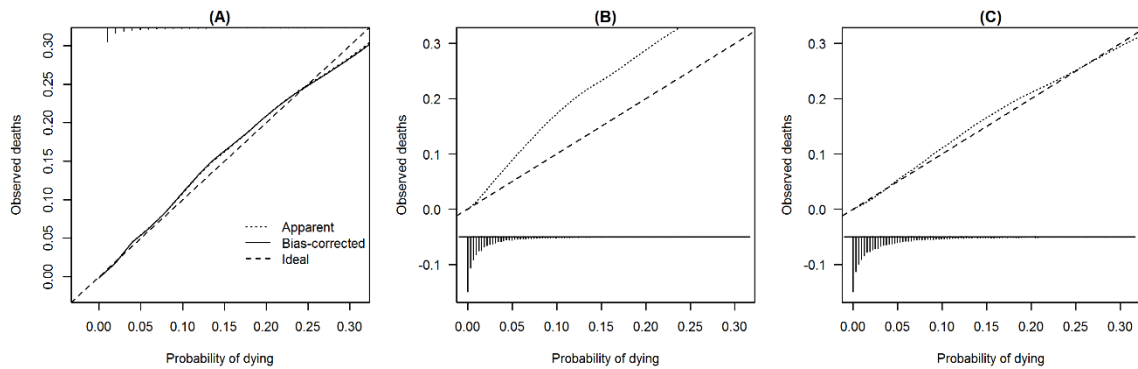 (A)
Observed deaths
0.30
0.25
0.20
0.15
0.10
0.05
0.00
Apparent
Bias-corrected
Ideal
0.00 0.05 0.10 0.15 0.20 0.25 0.30
Probability of dying
(B)
Observed deaths
0.3
0.2
0.1
0.0
-0.1
0.00 0.05 0.10 0.15 0.20 0.25 0.30
Probability of dying
(C)
Observed deaths
0.3
0.2
0.1
0.0
-0.1
0.00 0.05 0.10 0.15 0.20 0.25 0.30
Probability of dying